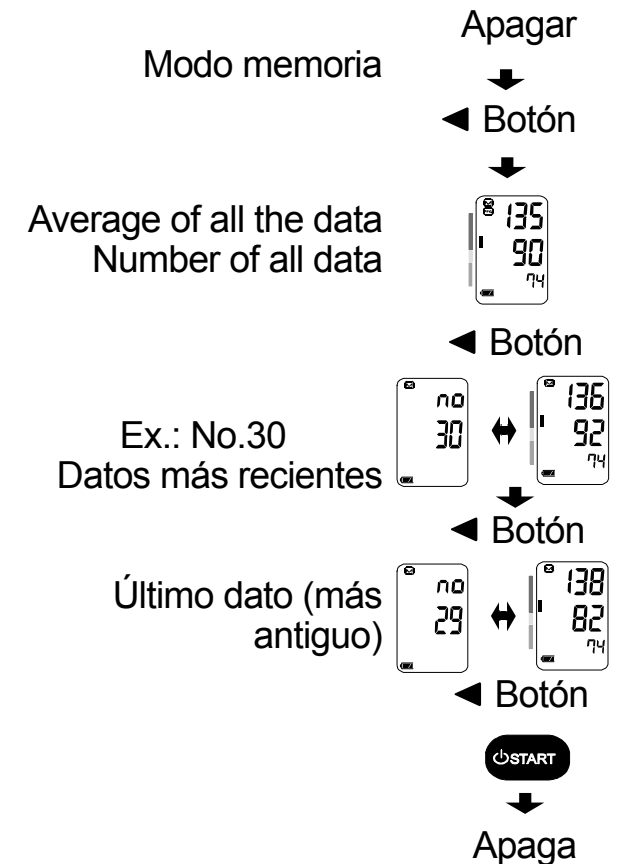 Apagar
Modo memoria
◄ Botón
Average of all the data
Number of all data
135
90
74
◄ Botón
Ex.: No.30
Datos más recientes
no
30
136
92
74
◄ Botón
Último dato (más
antiguo)
no
29
138
82
74
◄ Botón
START
Apaga